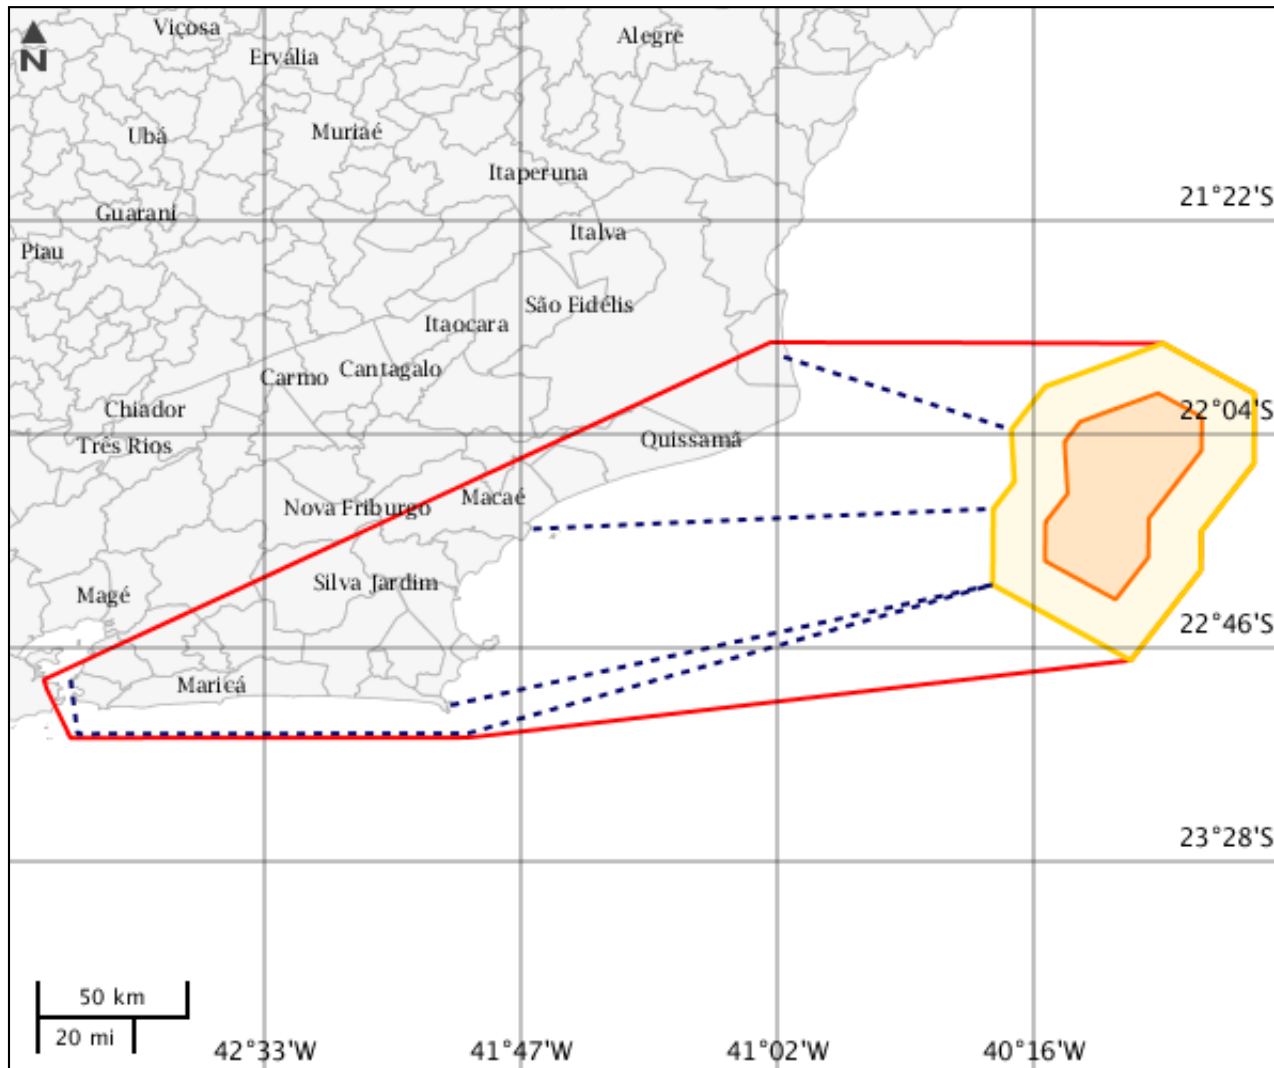 Viçosa
Alegre
N
Ervália
Ubá
Muriaé
Itaperuna
21°22'S
Guarani
Italva
Piau
São Fidélis
Itaocara
Cantagalo
Carmo
Chiador
22°04'S
Três Rios
Quissamã
Macaé
Nova Friburgo
Silva Jardim
Magé
22°46'S
Maricá
23°28'S
50 km
20 mi
42°33'W
41°47'W
41°02'W
40°16'W